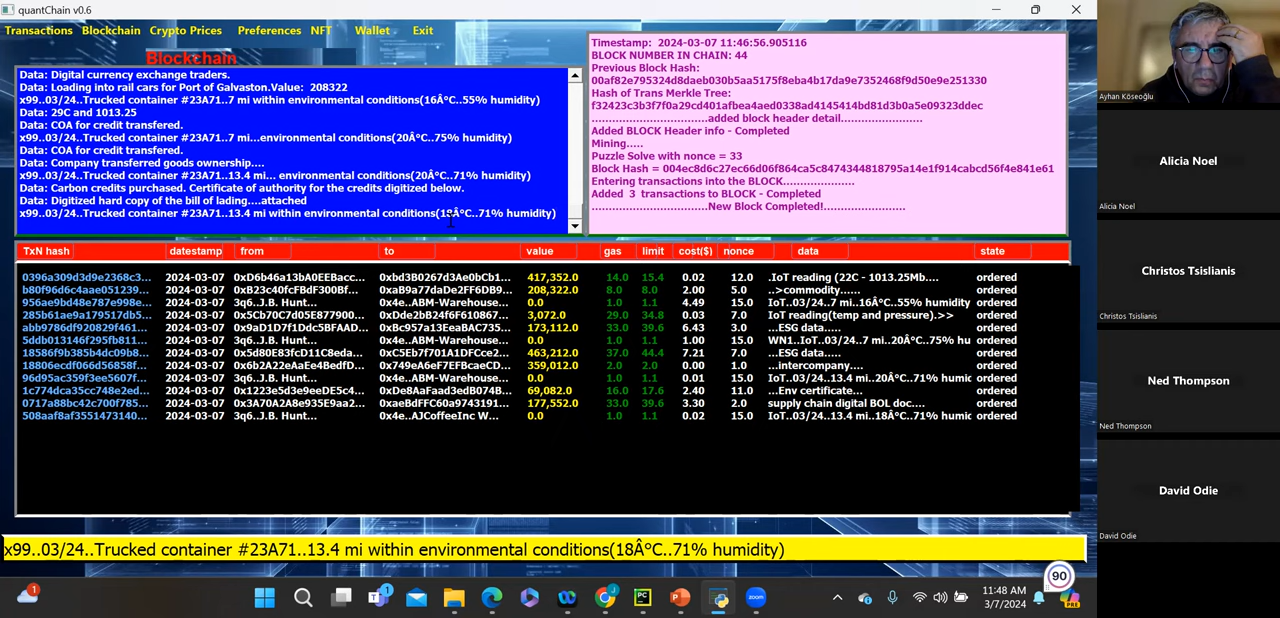 quantChain v0.6
Transactions Blockchain Crypto Prices Preferences NFT Wallet Exit
Blockchain
Data: Digital currency exchange traders.
Data: Loading into rail cars for Port of Galvaston.Value: 208322
x99..03/24..Trucked container #23A71..7 mi within environmental conditions(16Â°C..55% humidity)
Data: 29C and 1013.25
Data: COA for credit transfered.
x99..03/24..Trucked container #23A71..7 mi...environmental conditions(20Â°C..75% humidity)
Data: COA for credit transfered.
Data: Company transferred goods ownership....
x99..03/24..Trucked container #23A71..13.4 mi... environmental conditions(20Â°C..71% humidity)
Data: Carbon credits purchased. Certificate of authority for the credits digitized below.
Data: Digitized hard copy of the bill of lading....attached
x99..03/24..Trucked container #23A71..13.4 mi within environmental conditions(18Â°C..71% humidity)
Timestamp: 2024-03-07 11:46:56.905116
BLOCK NUMBER IN CHAIN: 44
Previous Block Hash:
00af82e795324d8daeb030b5aa5175f8eba4b17da9e7352468f9d50e9e251330
Hash of Trans Merkle Tree:
f32423c3b3f7f0a29cd401afbea4aed0338ad4145414bd81d3b0a5e09323ddec
................................added block header detail.......................
Added BLOCK Header info - Completed
Mining.....
Puzzle Solve with nonce = 33
Block Hash = 004ec8d6c27ec66d06f864ca5c8474344818795a14e1f914cabcd56f4e841e61
Entering transactions into the BLOCK....................
Added 3 transactions to BLOCK - Completed
................................New Block Completed!.......................
TxN hash datestamp from to value gas limit cost($) nonce data state
0396a309d3d9e2368c3... 2024-03-07 0xD6b46a13bA0EEBacc... 0xbd3B0267d3Ae0bCb1... 417,352.0 14.0 15.4 0.02 12.0 .IoT reading (22C - 1013.25Mb.... ordered
b80f96d6c4aae051239... 2024-03-07 0xB23c40fcFBdF300Bf... 0xaB9a77daDe2FF6DB9... 208,322.0 8.0 8.0 2.00 5.0 ..>commodity...... ordered
956ae9bd48e787e998e... 2024-03-07 3q6..J.B. Hunt... 0x4e..ABM-Warehouse... 0.0 1.0 1.1 4.49 15.0 IoT..03/24..7 mi..16Â°C..55% humidity ordered
285b61ae9a179517db5... 2024-03-07 0x5Cb70C7d05E877900... 0xDde2bB24f6F610867... 3,072.0 29.0 34.8 0.03 7.0 IoT reading(temp and pressure).>> ordered
abb9786df920829f461... 2024-03-07 0x9aD1D7f1Ddc5BFAAD... 0xBc957a13EeaBAC735... 173,112.0 33.0 39.6 6.43 3.0 ...ESG data..... ordered
5ddb013146f295fb811... 2024-03-07 3q6..J.B. Hunt... 0x4e..ABM-Warehouse... 0.0 1.0 1.1 1.00 15.0 WN1..IoT..03/24..7 mi..20Â°C..75% hu ordered
18586f9b385b4dc09b8... 2024-03-07 0x5d80E83fcD11C8eda... 0xC5Eb7f701A1DFCce2... 463,212.0 37.0 44.4 7.21 7.0 ...ESG data..... ordered
18806ecdf066d56858f... 2024-03-07 0x6b2A22eAaEe4BedfD... 0x749eA6eF7EFBcaeCD... 359,012.0 2.0 2.0 0.00 1.0 ...intercompany.... ordered
96d95ac359f3ee5607f... 2024-03-07 3q6..J.B. Hunt... 0x4e..ABM-Warehouse... 0.0 1.0 1.1 0.01 15.0 IoT..03/24..13.4 mi..20Â°C..71% humic ordered
1c774dca35cc748e2ed... 2024-03-07 0x1223e5d3e9eeDE5c4... 0xDe8AaFaad3edB074B... 69,082.0 16.0 17.6 2.40 11.0 ...Env certificate... ordered
0717a88bc42c700f785... 2024-03-07 0x3A70A2A8e935E9aa2... 0xaeBdFFC60a9743191... 177,552.0 33.0 39.6 3.30 2.0 supply chain digital BOL doc.... ordered
508aaf8af3551473140... 2024-03-07 3q6..J.B. Hunt... 0x4e..AJCoffeeInc W... 0.0 1.0 1.1 0.02 15.0 IoT..03/24..13.4 mi..18Â°C..71% humic ordered
x99..03/24..Trucked container #23A71..13.4 mi within environmental conditions(18Â°C..71% humidity)
90
11:48 AM
3/7/2024
Ayhan Köseoğlu
Alicia Noel
Alicia Noel
Christos Tsislianis
Christos Tsislianis
Ned Thompson
Ned Thompson
David Odie
David Odie
1
1
PC
P
zoom
PRE